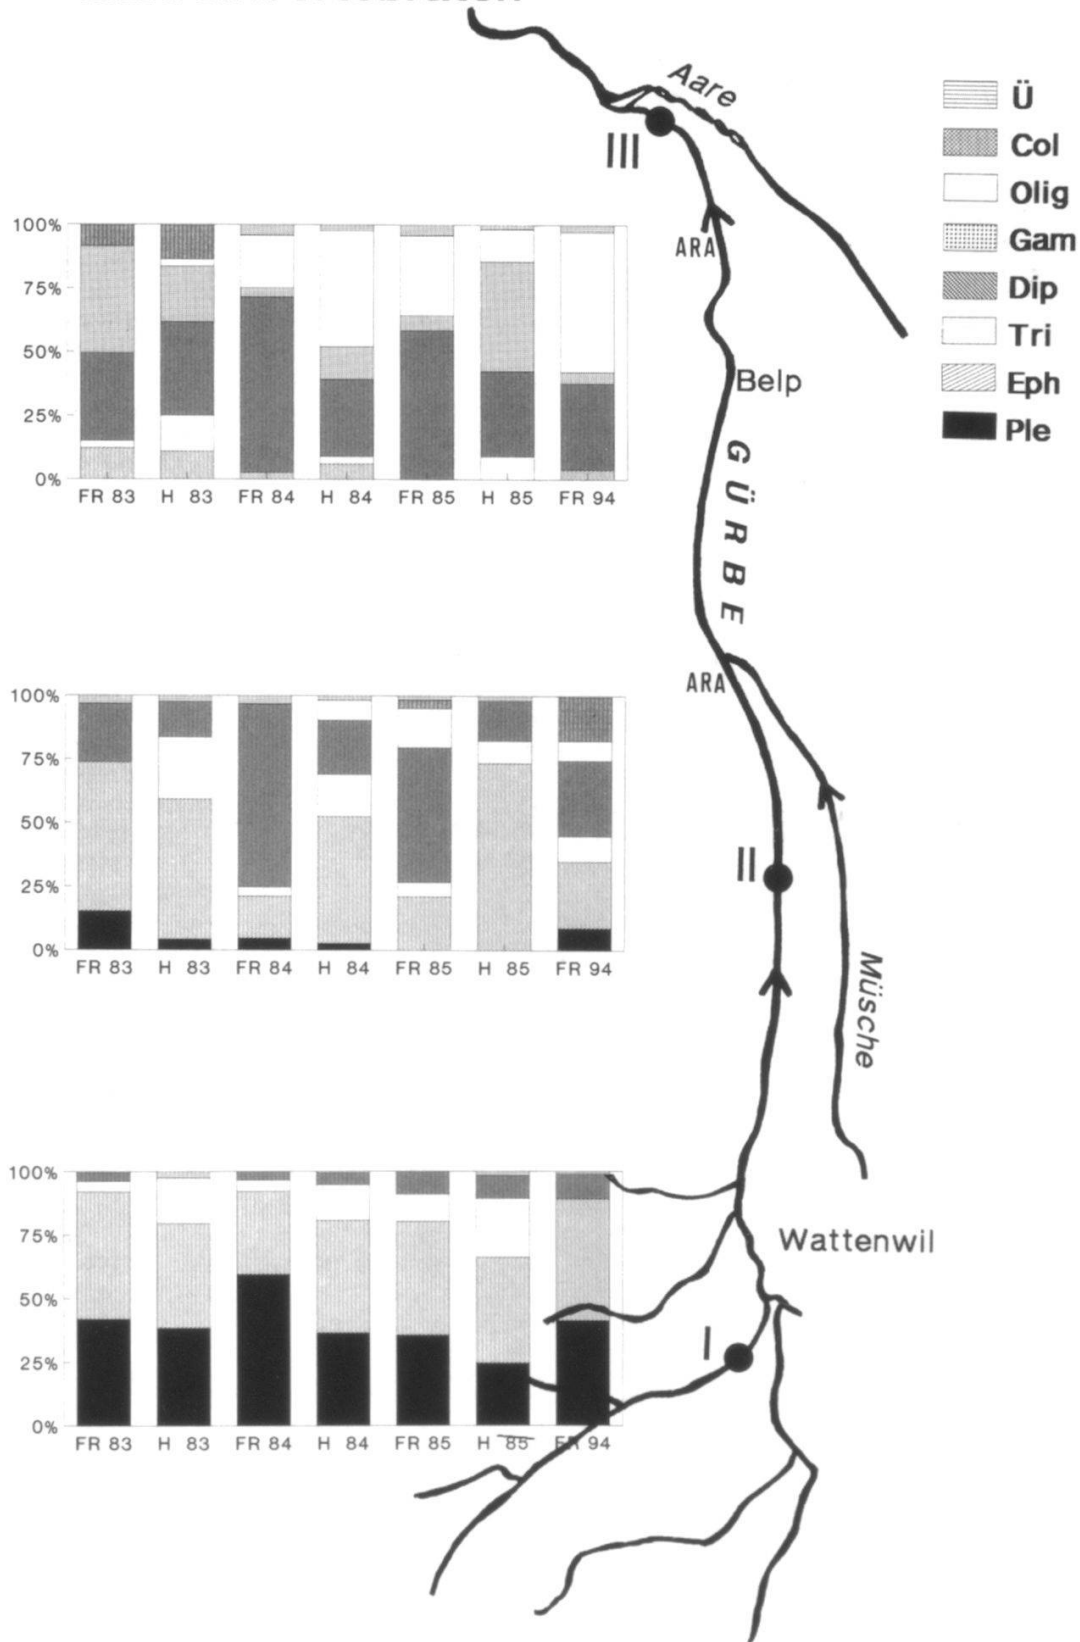 Aare
III
ARA
Belp
GÜRBE
ARA
II
Müsche
Wattenwil
I
Ü
Col
Olig
Gam
Dip
Tri
Eph
Ple
100%
75%
50%
25%
0%
FR 83 H 83 FR 84 H 84 FR 85 H 85 FR 94
100%
75%
50%
25%
0%
FR 83 H 83 FR 84 H 84 FR 85 H 85 FR 94
100%
75%
50%
25%
0%
FR 83 H 83 FR 84 H 84 FR 85 H 85 FR 94